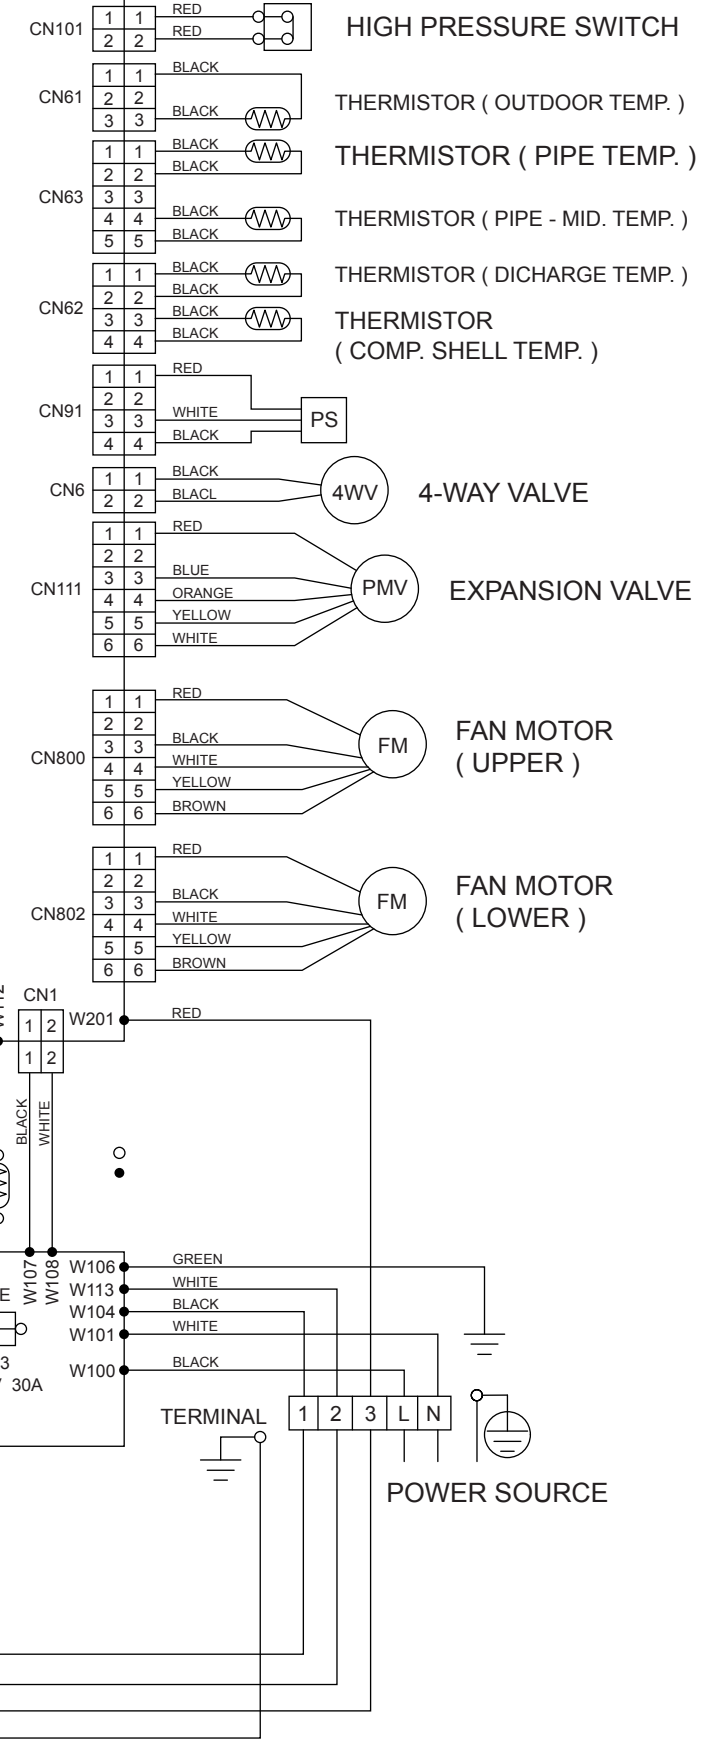 CN101
1 1 RED
2 2 RED
HIGH PRESSURE SWITCH
CN61
1 1 BLACK
2 2
3 3 BLACK
THERMISTOR ( OUTDOOR TEMP. )
CN63
1 1 BLACK
2 2 BLACK
THERMISTOR ( PIPE TEMP. )
3 3
4 4 BLACK
5 5 BLACK
THERMISTOR ( PIPE - MID. TEMP. )
CN62
1 1 BLACK
2 2 BLACK
THERMISTOR ( DICHARGE TEMP. )
3 3 BLACK
4 4 BLACK
THERMISTOR
( COMP. SHELL TEMP. )
CN91
1 1 RED
2 2
3 3 WHITE
4 4 BLACK
PS
CN6
1 1 BLACK
2 2 BLACL
4WV
4-WAY VALVE
CN111
1 1 RED
2 2
3 3 BLUE
4 4 ORANGE
5 5 YELLOW
6 6 WHITE
PMV
EXPANSION VALVE
CN800
1 1 RED
2 2
3 3 BLACK
4 4 WHITE
5 5 YELLOW
6 6 BROWN
FM
FAN MOTOR
( UPPER )
CN802
1 1 RED
2 2
3 3 BLACK
4 4 WHITE
5 5 YELLOW
6 6 BROWN
FM
FAN MOTOR
( LOWER )
CN1
1 2
1 2
W201 RED
BLACK
WHITE
W107
W108
W106 GREEN
W113 WHITE
W104 BLACK
W101 WHITE
W100 BLACK
E
3
30A
TERMINAL
1 2 3 L N
POWER SOURCE